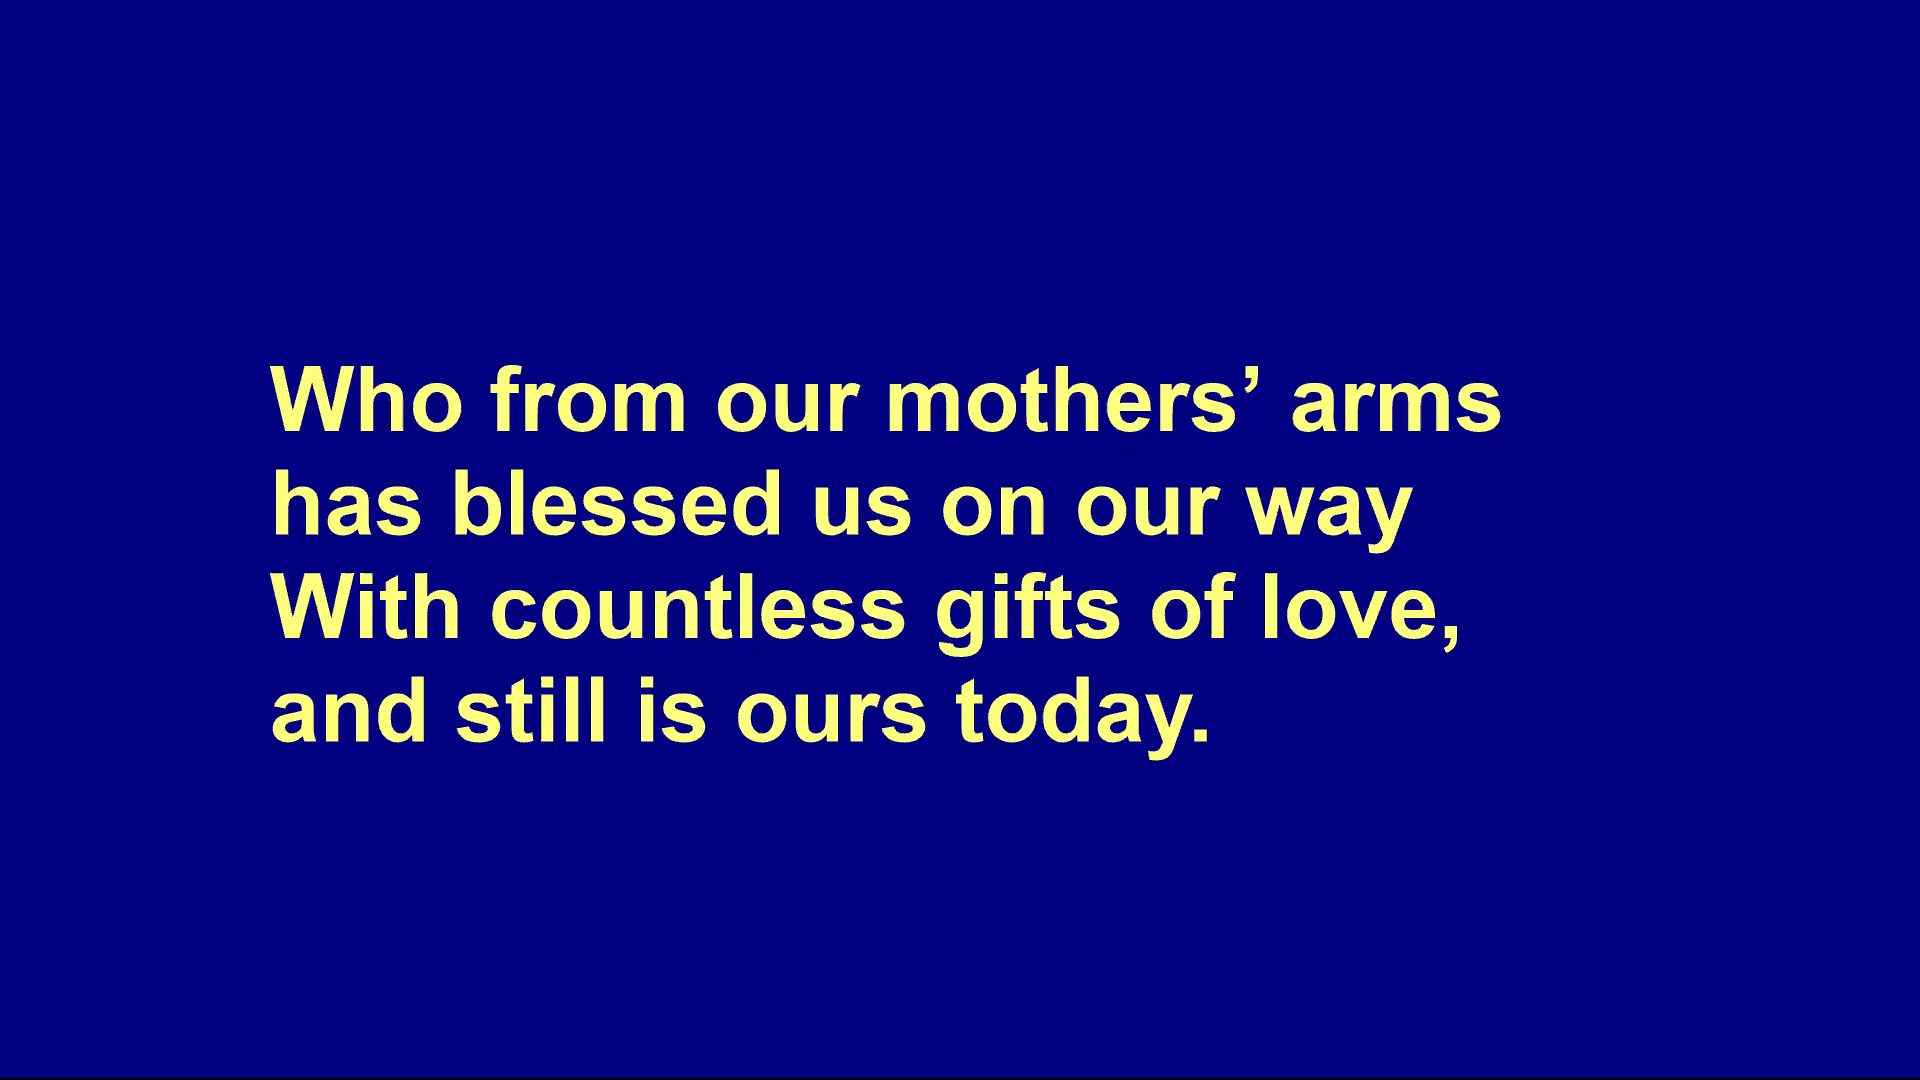 Who from our mothers’ arms
has blessed us on our way
With countless gifts of love,
and still is ours today.